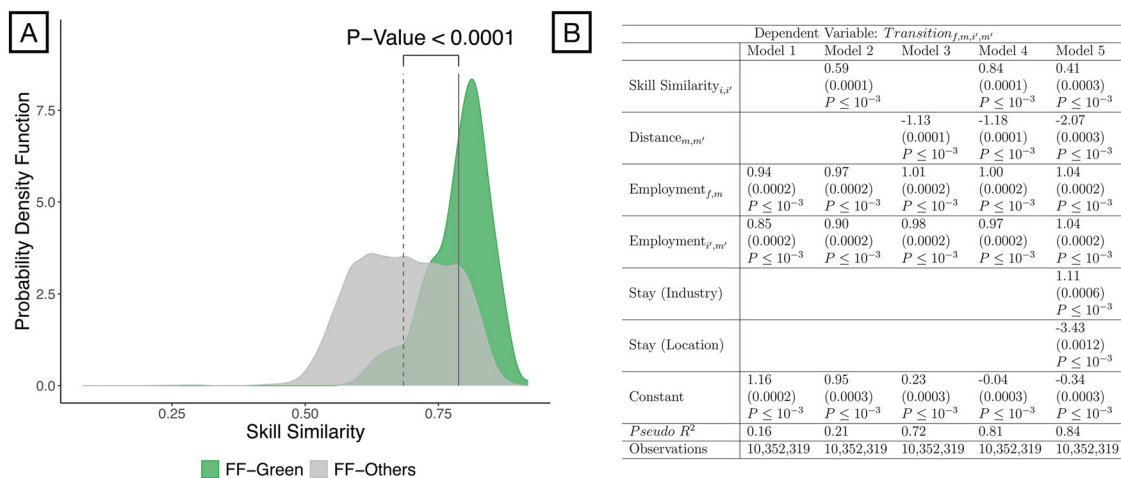 A
P-Value < 0.0001
Probability Density Function
7.5
5.0
2.5
0.0
0.25 0.50 0.75
Skill Similarity
FF-Green FF-Others
B
Dependent Variable: Transition_{f,m,i',m'}
Model 1 Model 2 Model 3 Model 4 Model 5
0.59 0.84 0.41
Skill Similarity_{i,i'} (0.0001) (0.0001) (0.0003)
P ≤ 10^{-3} P ≤ 10^{-3} P ≤ 10^{-3}
-1.13 -1.18 -2.07
Distance_{m,m'} (0.0001) (0.0001) (0.0003)
P ≤ 10^{-3} P ≤ 10^{-3} P ≤ 10^{-3}
0.94 0.97 1.01 1.00 1.04
Employment_{f,m} (0.0002) (0.0002) (0.0002) (0.0002) (0.0002)
P ≤ 10^{-3} P ≤ 10^{-3} P ≤ 10^{-3} P ≤ 10^{-3} P ≤ 10^{-3}
0.85 0.90 0.98 0.97 1.04
Employment_{i',m'} (0.0002) (0.0002) (0.0002) (0.0002) (0.0002)
P ≤ 10^{-3} P ≤ 10^{-3} P ≤ 10^{-3} P ≤ 10^{-3} P ≤ 10^{-3}
1.11
Stay (Industry) (0.0006)
P ≤ 10^{-3}
-3.43
Stay (Location) (0.0012)
P ≤ 10^{-3}
1.16 0.95 0.23 -0.04 -0.34
Constant (0.0002) (0.0003) (0.0003) (0.0003) (0.0003)
P ≤ 10^{-3} P ≤ 10^{-3} P ≤ 10^{-3} P ≤ 10^{-3} P ≤ 10^{-3}
Pseudo R^2 0.16 0.21 0.72 0.81 0.84
Observations 10,352,319 10,352,319 10,352,319 10,352,319 10,352,319